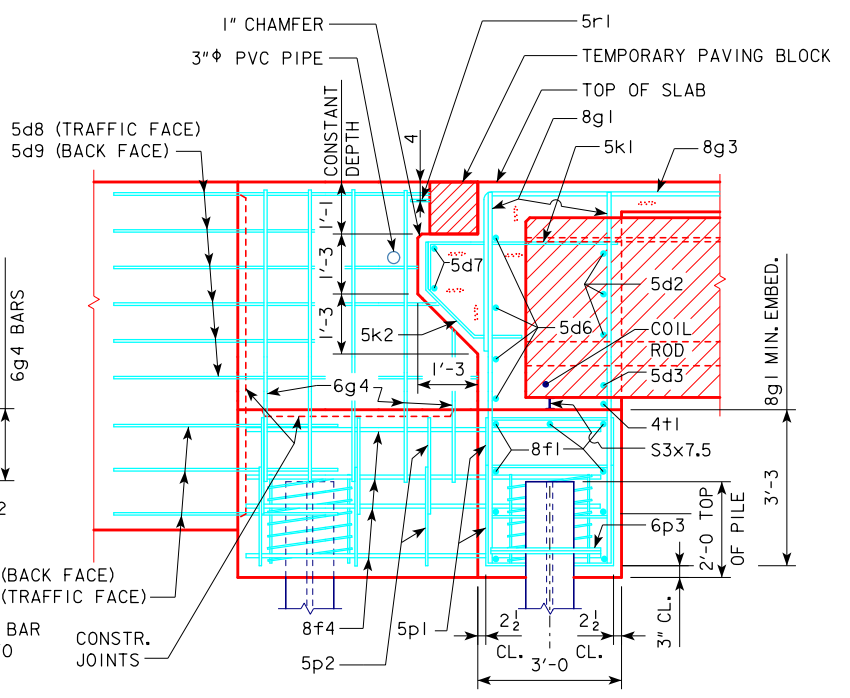 1" CHAMFER
5r1
3"Φ PVC PIPE
TEMPORARY PAVING BLOCK
TOP OF SLAB
8g1
5d8 (TRAFFIC FACE)
5d9 (BACK FACE)
CONSTANT
DEPTH
4
5k1
8g3
1'-1
1'-3
1'-3
5d7
5d2
5k2
5d6
COIL
ROD
1'-3
6g4
5d3
6g4 BARS
8g1 MIN. EMBED.
4t1
8f1
S3x7.5
2
3'-3
2'-0 TOP
OF PILE
6p3
(BACK FACE)
(TRAFFIC FACE)
BAR
0
CONSTR.
JOINTS
8f4
5p2
5p1
2½
CL.
2½
CL.
3" CL.
3'-0